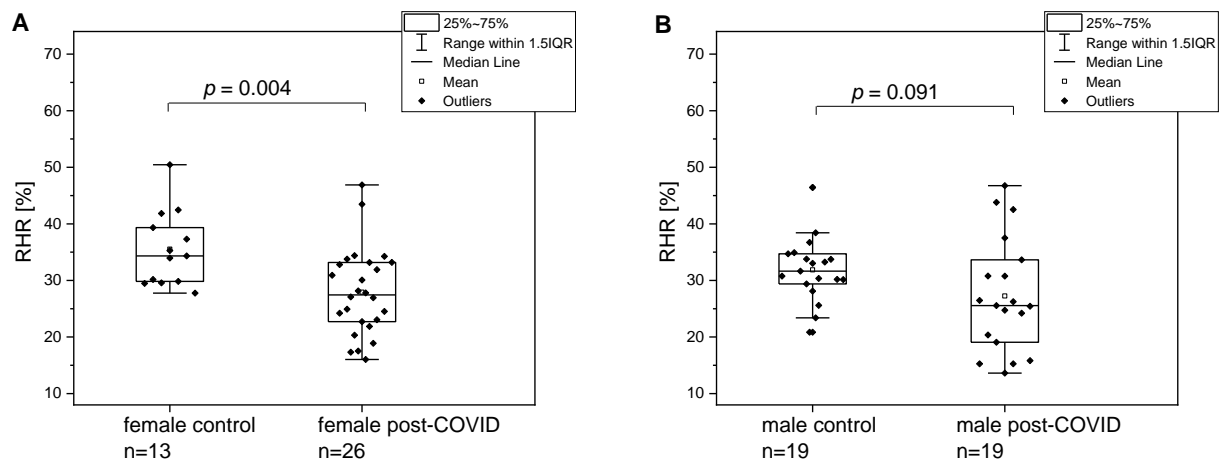 A
25%~75%
Range within 1.5IQR
Median Line
Mean
Outliers
p = 0.004
RHR [%]
70
60
50
40
30
20
10
female control
n=13
female post-COVID
n=26
B
25%~75%
Range within 1.5IQR
Median Line
Mean
Outliers
p = 0.091
RHR [%]
70
60
50
40
30
20
10
male control
n=19
male post-COVID
n=19